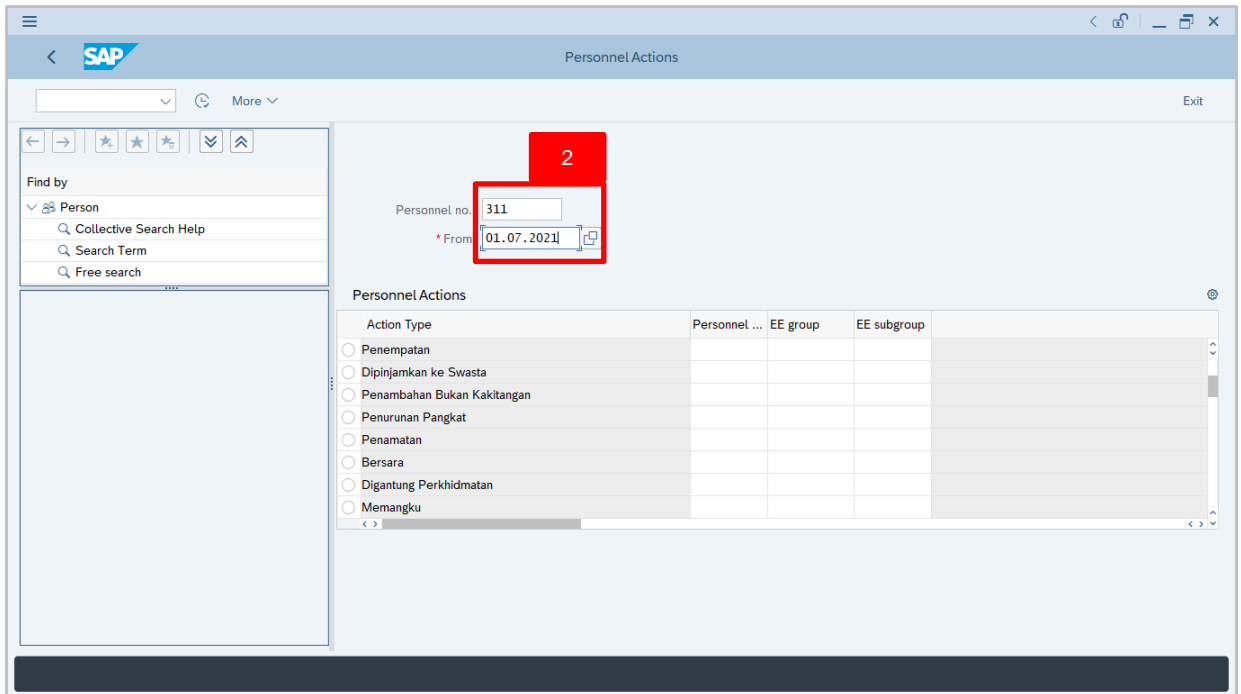 SAP
Personnel Actions
More
Exit
2
Find by
Person
Collective Search Help
Search Term
Free search
Personnel no. 311
* From 01.07.2021
Personnel Actions
Action Type Personnel ... EE group EE subgroup
Penempatan
Dipinjamkan ke Swasta
Penambahan Bukan Kakitangan
Penurunan Pangkat
Penamatan
Bersara
Digantung Perkhidmatan
Memangku